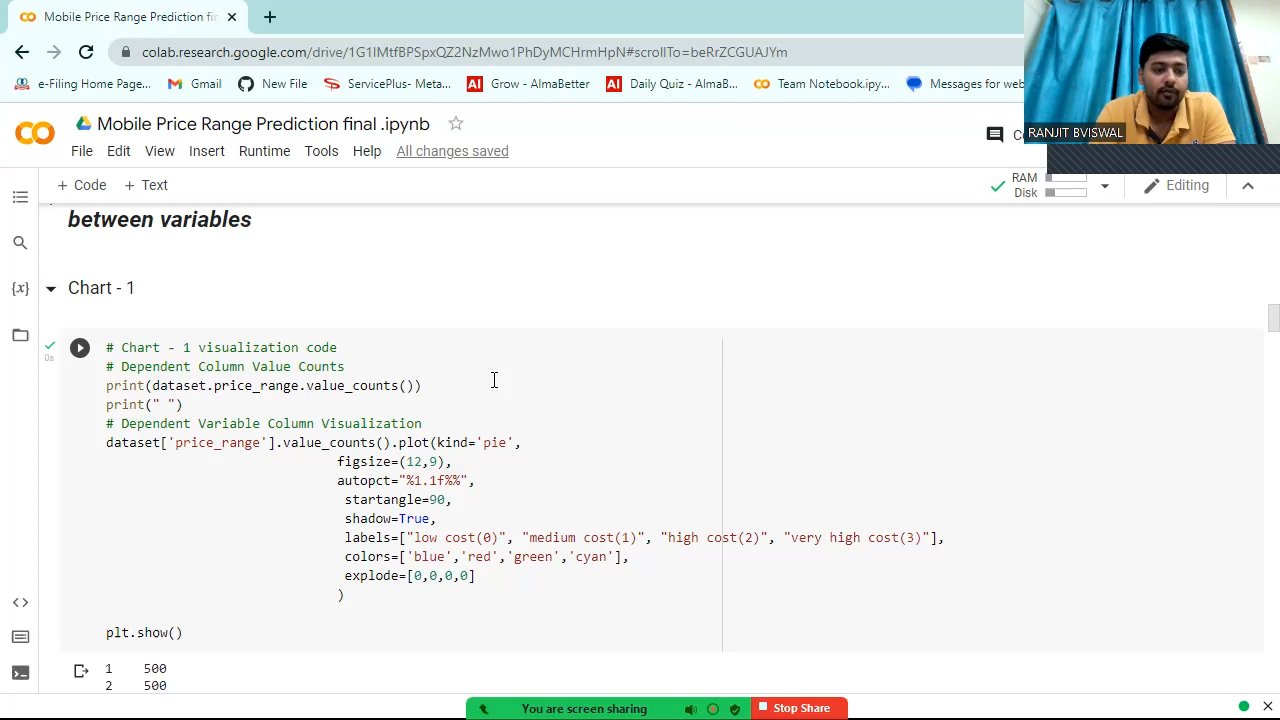 Mobile Price Range Prediction fin
colab.research.google.com/drive/1G1IMtfBPSpxQZ2NzMwo1PhDyMCHrmHpN#scrollTo=beRrZCGUAJYm
e-Filing Home Page... Gmail New File ServicePlus- Meta... Grow - AlmaBetter Daily Quiz - AlmaB... Team Notebook.ipy... Messages for web
RANJIT BVISWAL
Mobile Price Range Prediction final .ipynb
File Edit View Insert Runtime Tools Help All changes saved
+ Code + Text
RAM
Disk
Editing
between variables
Chart - 1
0s
# Chart - 1 visualization code
# Dependent Column Value Counts
print(dataset.price_range.value_counts())
print(" ")
# Dependent Variable Column Visualization
dataset['price_range'].value_counts().plot(kind='pie',
figsize=(12,9),
autopct="%1.1f%%",
startangle=90,
shadow=True,
labels=["low cost(0)", "medium cost(1)", "high cost(2)", "very high cost(3)"],
colors=['blue','red','green','cyan'],
explode=[0,0,0,0]
)
plt.show()
1 500
2 500
You are screen sharing Stop Share